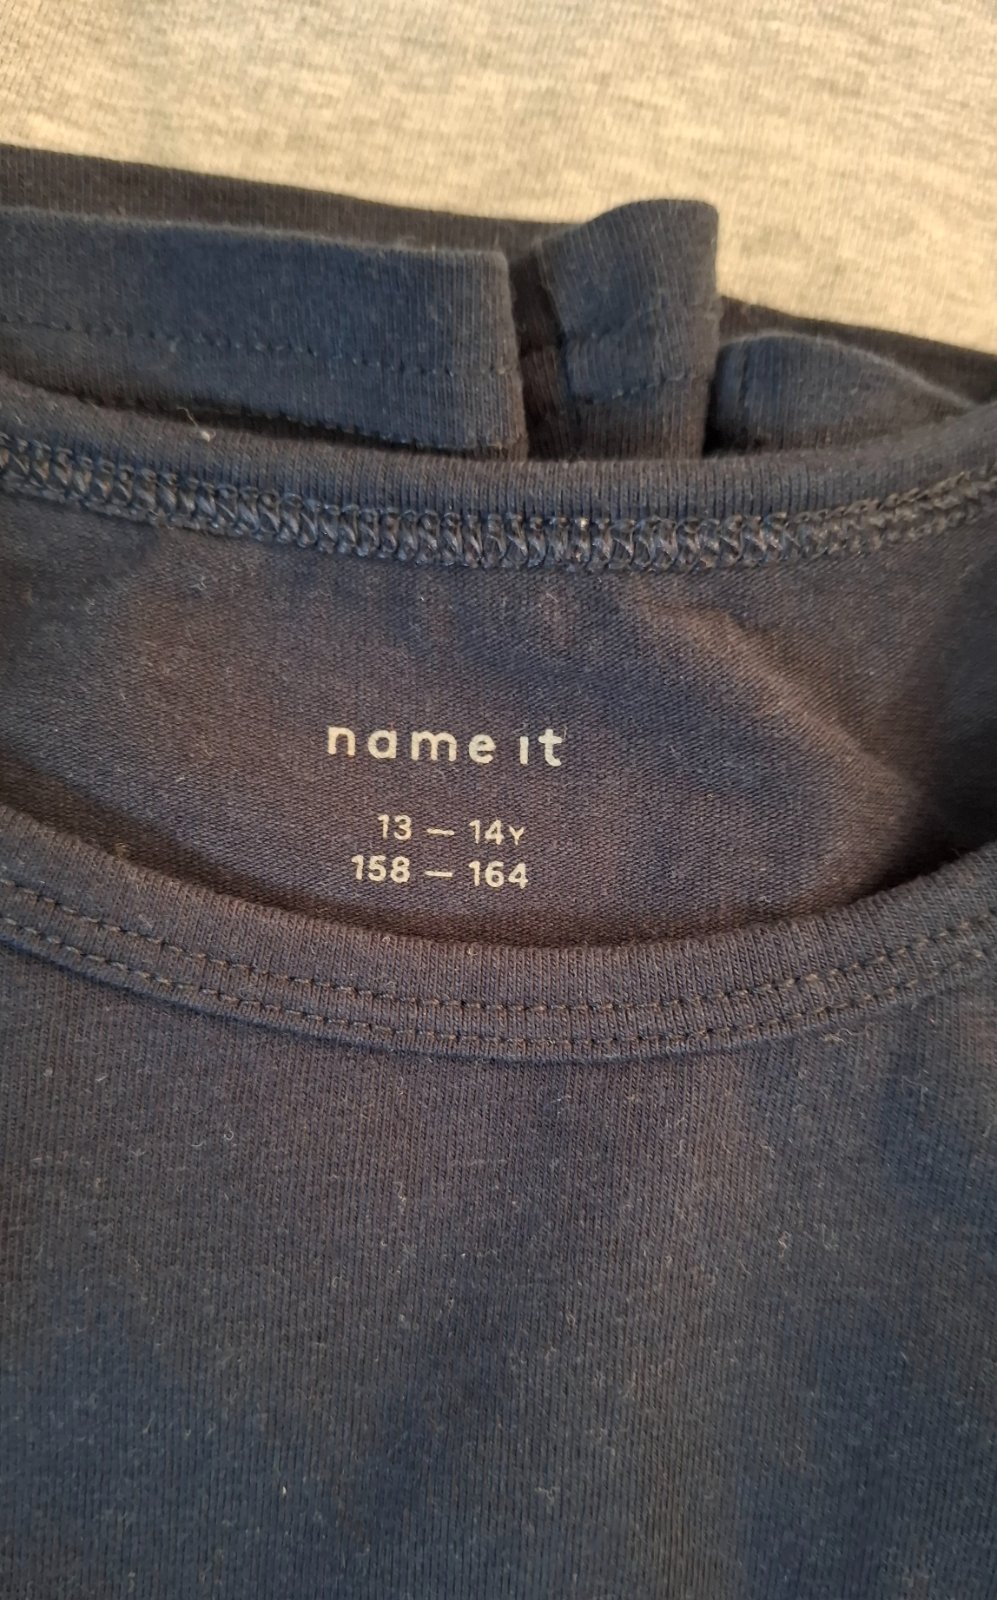 name it
13 – 14Y
158 – 164